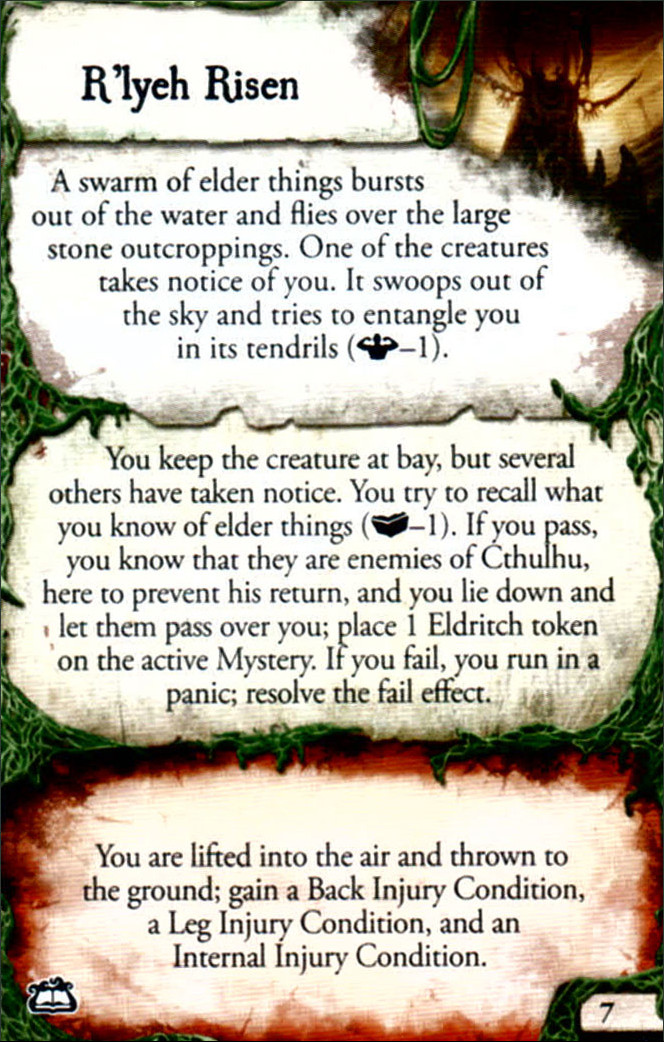 R'lyeh Risen
A swarm of elder things bursts
out of the water and flies over the large
stone outcroppings. One of the creatures
takes notice of you. It swoops out of
the sky and tries to entangle you
in its tendrils (–1).
You keep the creature at bay, but several
others have taken notice. You try to recall what
you know of elder things (–1). If you pass,
you know that they are enemies of Cthulhu,
here to prevent his return, and you lie down and
let them pass over you; place 1 Eldritch token
on the active Mystery. If you fail, you run in a
panic; resolve the fail effect.
You are lifted into the air and thrown to
the ground; gain a Back Injury Condition,
a Leg Injury Condition, and an
Internal Injury Condition.
7